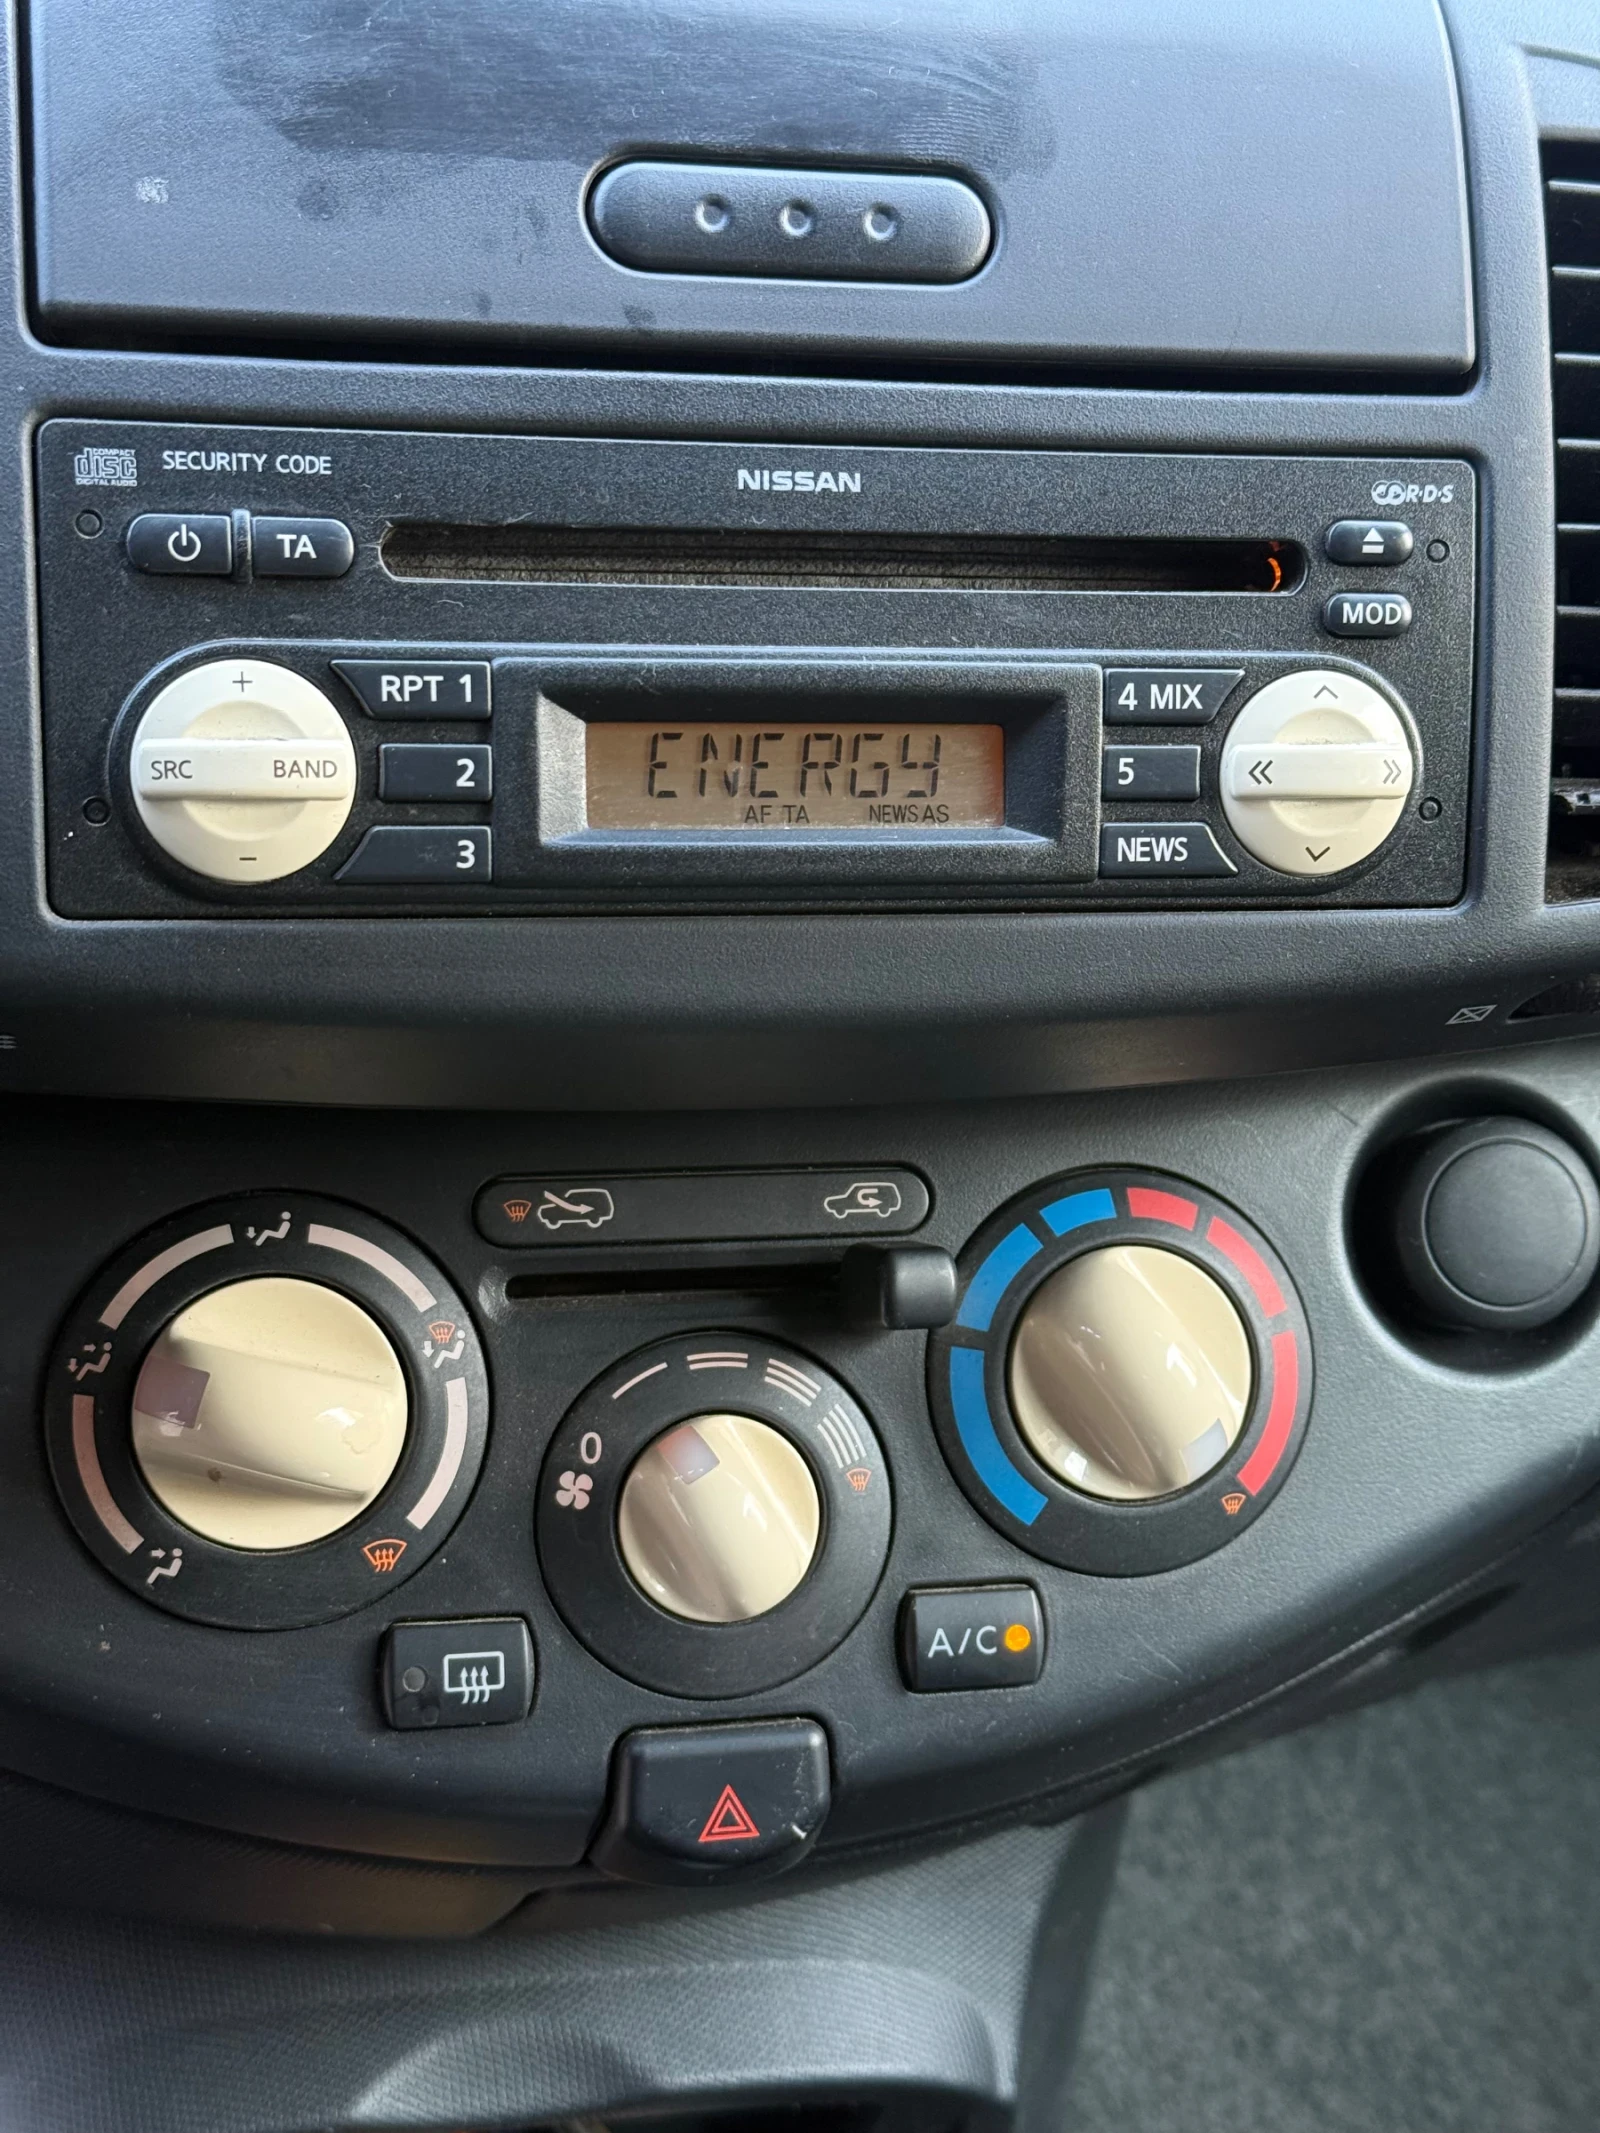 COMPACT
disc
DIGITAL AUDIO
SECURITY CODE
NISSAN
R·D·S
TA
MOD
+
RPT 1
4 MIX
SRC BAND
2
ENERGY
5
AF TA NEWS AS
−
3
NEWS
0
A/C